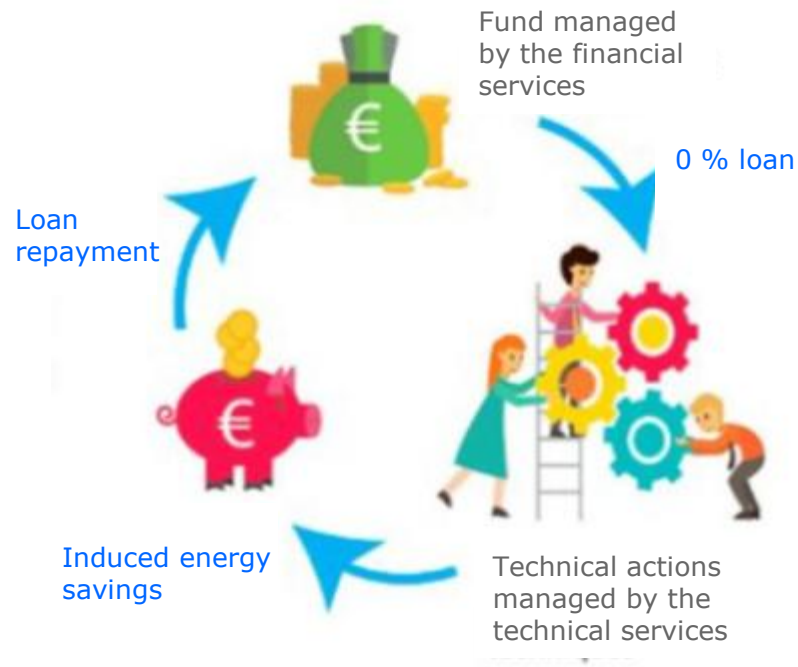 Fund managed
by the financial
services
€
0 % loan
Loan
repayment
€
Induced energy
savings
Technical actions
managed by the
technical services